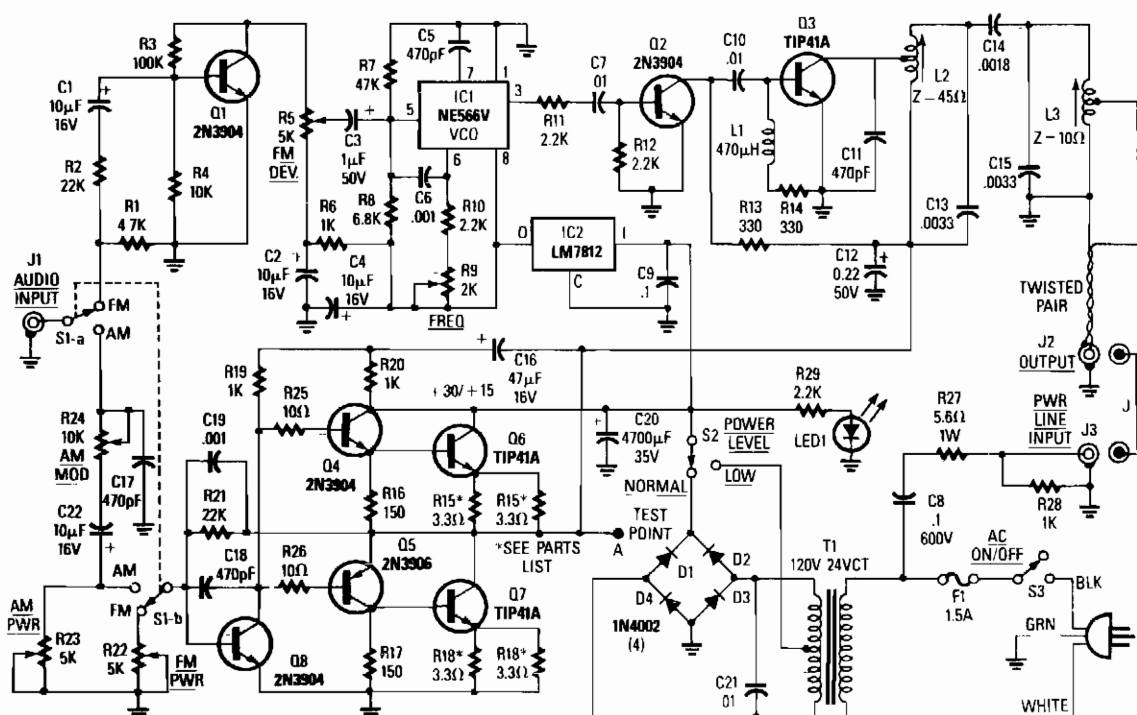 R3
100K
C1
10µF
16V
R2
22K
Q1
2N3904
R4
10K
R1
4.7K
J1
AUDIO
INPUT
S1-a
FM
AM
R5
5K
FM
DEV.
R7
47K
C5
470pF
7
1
5
IC1
NE566V
VCO
3
6
8
C3
1µF
50V
C6
.001
R8
6.8K
R6
1K
R10
2.2K
R9
2K
FREQ
C2
10µF
16V
C4
10µF
16V
R11
2.2K
C7
.01
Q2
2N3904
R12
2.2K
C10
.01
Q3
TIP41A
L1
470µH
C11
470pF
R13
330
R14
330
O
IC2
LM7812
I
C
C9
.1
C12
0.22
50V
C13
.0033
L2
Z-45Ω
C14
.0018
L3
Z-10Ω
C15
.0033
TWISTED
PAIR
J2
OUTPUT
PWR
LINE
INPUT
J3
J
R24
10K
AM
MOD
C17
470pF
C22
10µF
16V
AM
FM
S1-b
AM
PWR
R23
5K
R22
5K
FM
PWR
C19
.001
R21
22K
C18
470pF
R19
1K
R25
10Ω
R20
1K
C16
47µF
16V
+30/+15
Q4
2N3904
Q6
TIP41A
R16
150
R15*
3.3Ω
R15*
3.3Ω
R26
10Ω
Q5
2N3906
*SEE PARTS
LIST
TEST
POINT
A
Q7
TIP41A
Q8
2N3904
R17
150
R18*
3.3Ω
R18*
3.3Ω
C20
4700µF
35V
S2
POWER
LEVEL
NORMAL
LOW
R29
2.2K
LED1
D1
D2
D4
D3
1N4002
(4)
C21
.01
T1
120V 24VCT
R27
5.6Ω
1W
R28
1K
C8
.1
600V
F1
1.5A
AC
ON/OFF
S3
BLK
GRN
WHITE